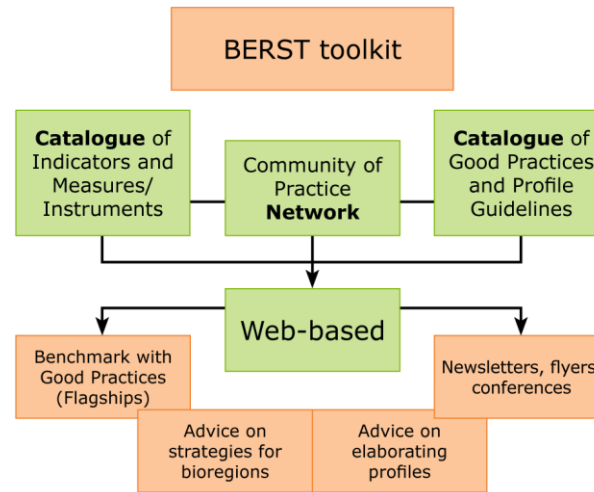 BERST toolkit
Catalogue of
Indicators and
Measures/
Instruments
Community of
Practice
Network
Catalogue of
Good Practices
and Profile
Guidelines
Web-based
Benchmark with
Good Practices
(Flagships)
Newsletters, flyers
conferences
Advice on
strategies for
bioregions
Advice on
elaborating
profiles